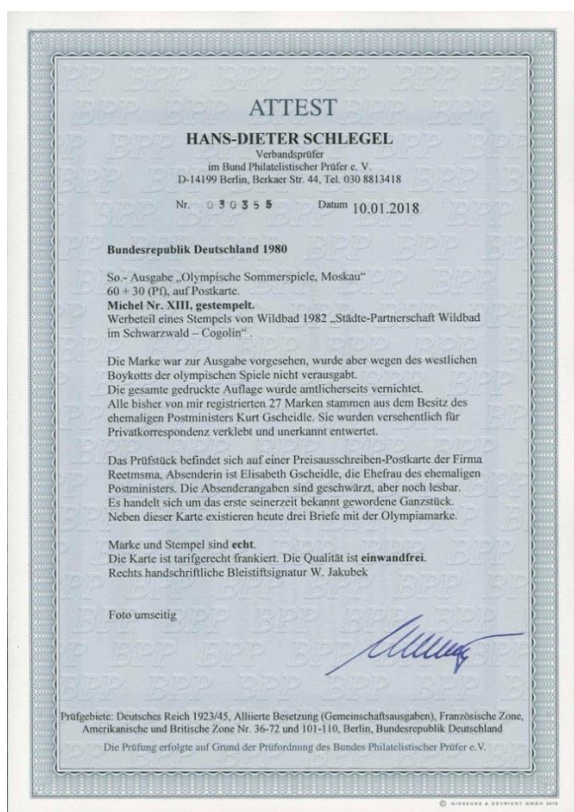 ATTEST
HANS-DIETER SCHLEGEL
Verbandsprüfer
im Bund Philatelistischer Prüfer e. V.
D-14199 Berlin, Berkaer Str. 44, Tel. 030 8813418
Nr. 030355 Datum 10.01.2018
Bundesrepublik Deutschland 1980
So.- Ausgabe „Olympische Sommerspiele, Moskau“
60 + 30 (Pf), auf Postkarte.
Michel Nr. XIII, gestempelt.
Werbeteil eines Stempels von Wildbad 1982 „Städte-Partnerschaft Wildbad
im Schwarzwald – Cogolin“ .
Die Marke war zur Ausgabe vorgesehen, wurde aber wegen des westlichen
Boykotts der olympischen Spiele nicht verausgabt.
Die gesamte gedruckte Auflage wurde amtlicherseits vernichtet.
Alle bisher von mir registrierten 27 Marken stammen aus dem Besitz des
ehemaligen Postministers Kurt Gscheidle. Sie wurden versehentlich für
Privatkorrespondenz verklebt und unerkannt entwertet.
Das Prüfstück befindet sich auf einer Preisausschreiben-Postkarte der Firma
Reetmsma, Absenderin ist Elisabeth Gscheidle, die Ehefrau des ehemaligen
Postministers. Die Absenderangaben sind geschwärzt, aber noch lesbar.
Es handelt sich um das erste seinerzeit bekannt gewordene Ganzstück.
Neben dieser Karte existieren heute drei Briefe mit der Olympiamarke.
Marke und Stempel sind echt.
Die Karte ist tarifgerecht frankiert. Die Qualität ist einwandfrei.
Rechts handschriftliche Bleistiftsignatur W. Jakubek
Foto umseitig
Prüfgebiete: Deutsches Reich 1923/45, Alliierte Besetzung (Gemeinschaftsausgaben), Französische Zone,
Amerikanische und Britische Zone Nr. 36-72 und 101-110, Berlin, Bundesrepublik Deutschland
Die Prüfung erfolgte auf Grund der Prüfordnung des Bundes Philatelistischer Prüfer e.V.
© GIESECKE & DEVRIENT GMBH 2014